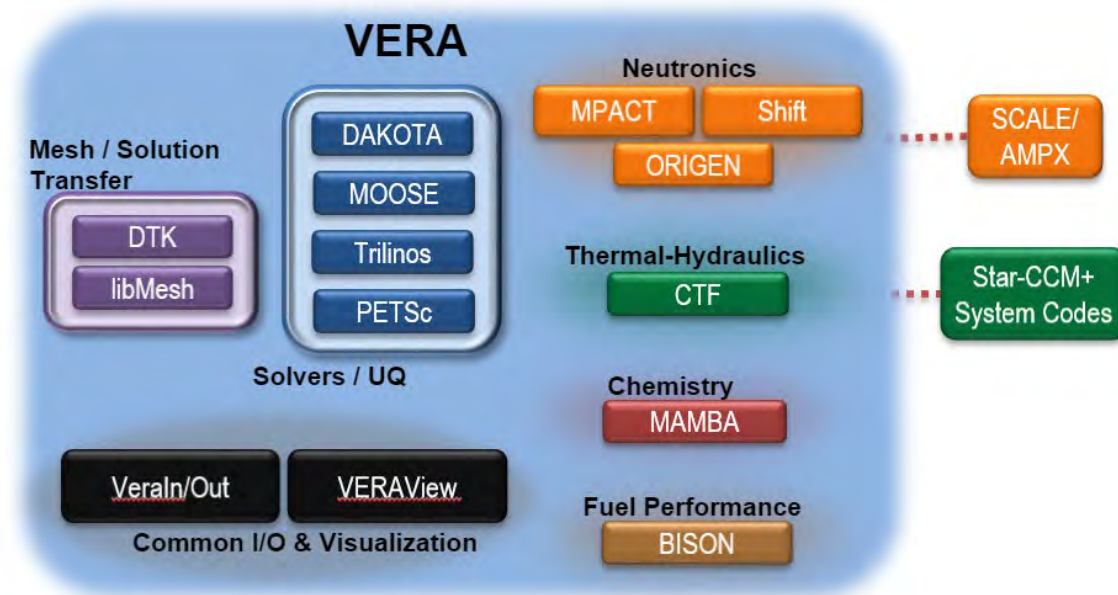 VERA
Mesh / Solution
Transfer
DTK
libMesh
DAKOTA
MOOSE
Trilinos
PETSc
Solvers / UQ
VeraIn/Out
VERAView
Common I/O & Visualization
Neutronics
MPACT
Shift
ORIGEN
Thermal-Hydraulics
CTF
Chemistry
MAMBA
Fuel Performance
BISON
SCALE/
AMPX
Star-CCM+
System Codes